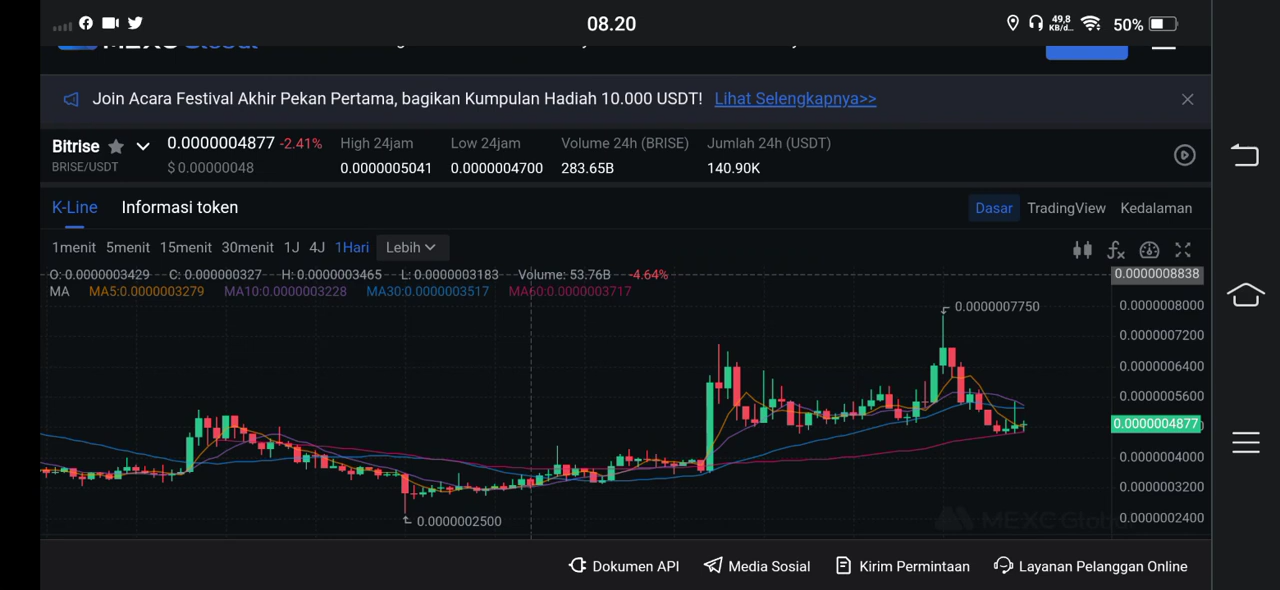 08.20
49,8 KB/d... 50%
MEXC Global
Join Acara Festival Akhir Pekan Pertama, bagikan Kumpulan Hadiah 10.000 USDT! Lihat Selengkapnya>>
Bitrise 0.0000004877 -2.41% High 24jam Low 24jam Volume 24h (BRISE) Jumlah 24h (USDT)
BRISE/USDT $ 0.00000048 0.0000005041 0.0000004700 283.65B 140.90K
K-Line Informasi token Dasar TradingView Kedalaman
1menit 5menit 15menit 30menit 1J 4J 1Hari Lebih
O: 0.0000003429 C: 0.000000327 H: 0.0000003465 L: 0.0000003183 Volume: 53.76B -4.64%
0.0000008838
MA MA5:0.0000003279 MA10:0.0000003228 MA30:0.0000003517 MA60:0.0000003717
0.0000007750
0.0000008000
0.0000007200
0.0000006400
0.0000005600
0.0000004877
0.0000004000
0.0000003200
0.0000002400
0.0000002500
MEXC Global
Dokumen API Media Sosial Kirim Permintaan Layanan Pelanggan Online